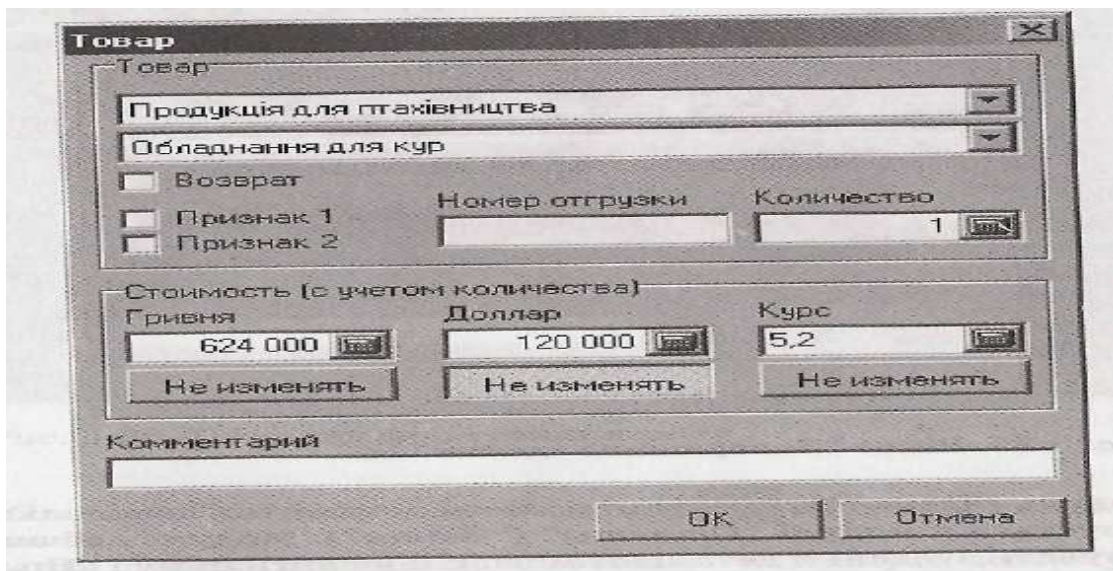 Товар
Товар
Продукція для птахівництва
Обладнання для кур
Возврат
Признак 1
Признак 2
Номер отгрузки
Количество
1
Стоимость (с учетом количества)
Гривня Доллар Курс
624 000 120 000 5,2
Не изменять Не изменять Не изменять
Комментарий
OK Отмена